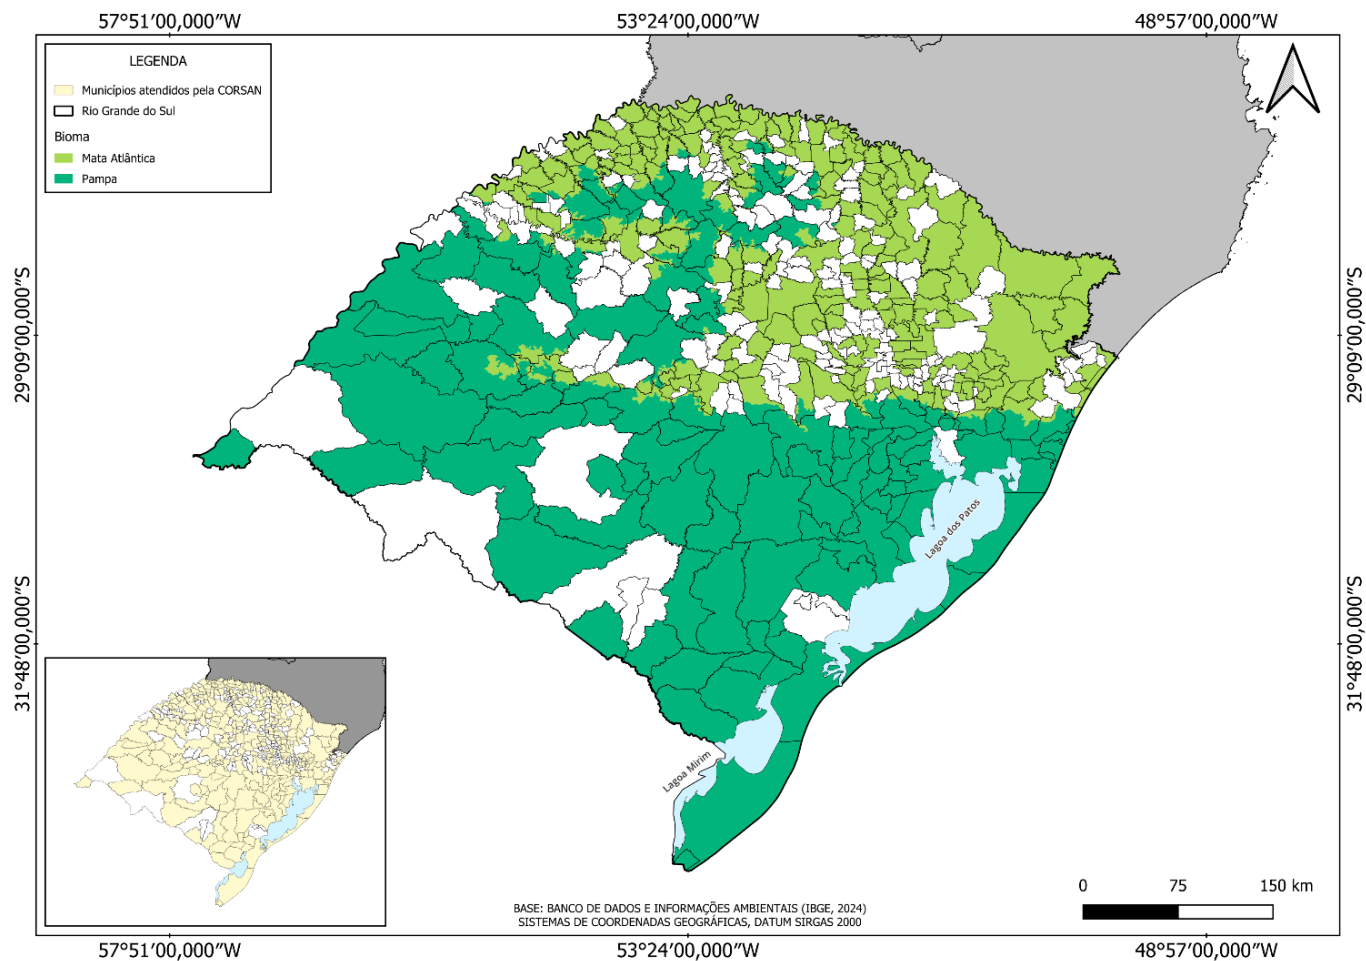 57°51′00,000″W
53°24′00,000″W
48°57′00,000″W
LEGENDA
Municípios atendidos pela CORSAN
Rio Grande do Sul
Bioma
Mata Atlântica
Pampa
29°09′00,000″S
29°09′00,000″S
Lagoa dos Patos
31°48′00,000″S
31°48′00,000″S
Lagoa Mirim
0 75 150 km
BASE: BANCO DE DADOS E INFORMAÇÕES AMBIENTAIS (IBGE, 2024)
SISTEMAS DE COORDENADAS GEOGRÁFICAS, DATUM SIRGAS 2000
57°51′00,000″W
53°24′00,000″W
48°57′00,000″W